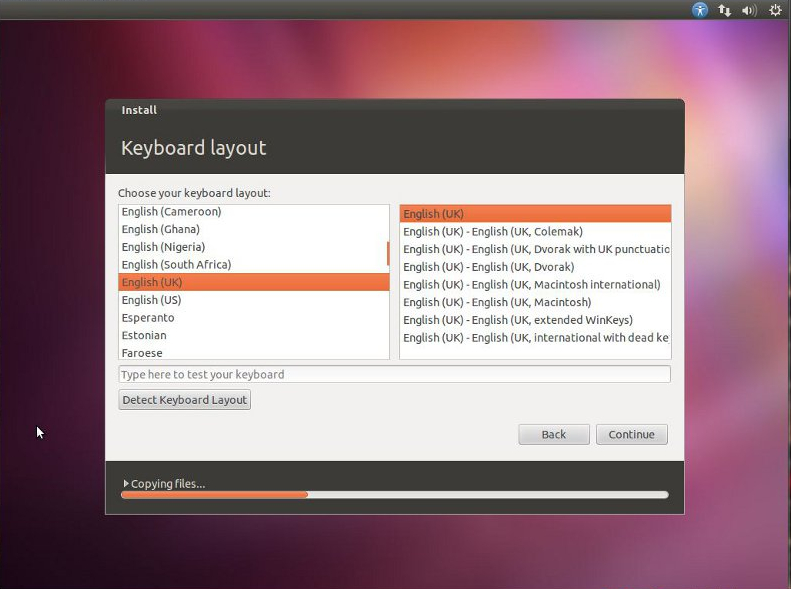 Install
Keyboard layout
Choose your keyboard layout:
English (Cameroon)
English (Ghana)
English (Nigeria)
English (South Africa)
English (UK)
English (US)
Esperanto
Estonian
Faroese
English (UK)
English (UK) - English (UK, Colemak)
English (UK) - English (UK, Dvorak with UK punctuatio
English (UK) - English (UK, Dvorak)
English (UK) - English (UK, Macintosh international)
English (UK) - English (UK, Macintosh)
English (UK) - English (UK, extended WinKeys)
English (UK) - English (UK, international with dead ke
Type here to test your keyboard
Detect Keyboard Layout
Back
Continue
Copying files...